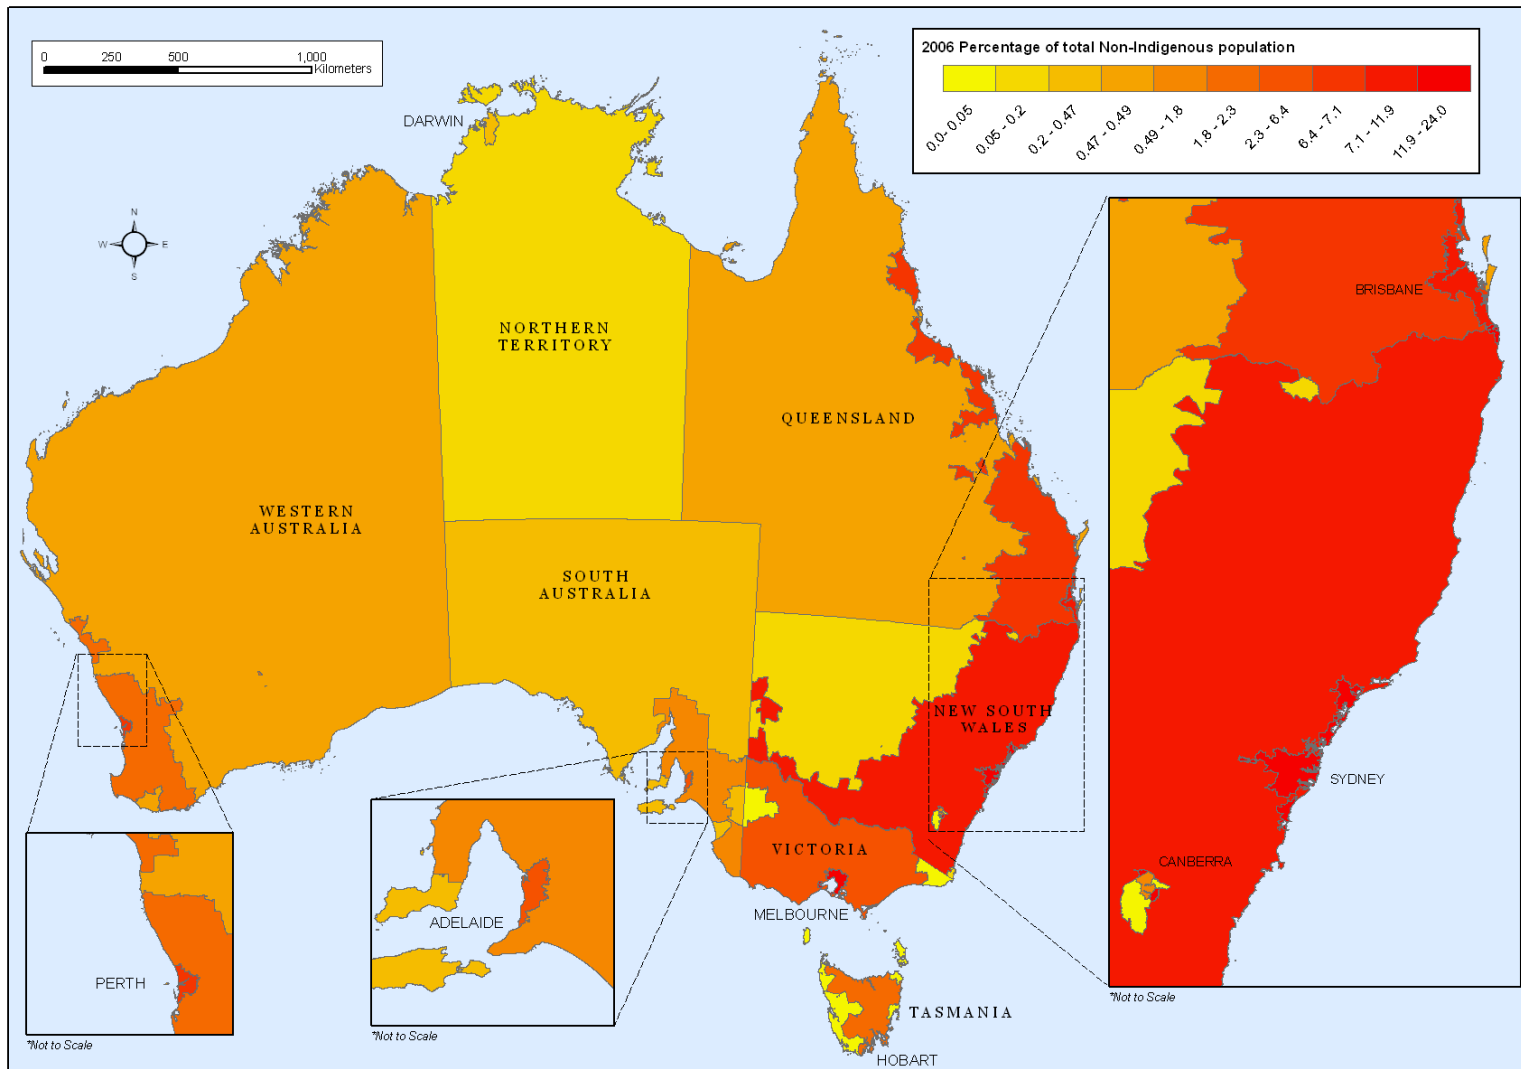 0 250 500 1,000
Kilometers
2006 Percentage of total Non-Indigenous population
0.0- 0.05
0.05 - 0.2
0.2 - 0.47
0.47 - 0.49
0.49 - 1.8
1.8 - 2.3
2.3 - 6.4
6.4 - 7.1
7.1 - 11.9
11.9 - 24.0
DARWIN
N
W E
S
NORTHERN
TERRITORY
QUEENSLAND
WESTERN
AUSTRALIA
SOUTH
AUSTRALIA
NEW SOUTH
WALES
VICTORIA
MELBOURNE
TASMANIA
HOBART
BRISBANE
SYDNEY
CANBERRA
*Not to Scale
ADELAIDE
*Not to Scale
PERTH
*Not to Scale